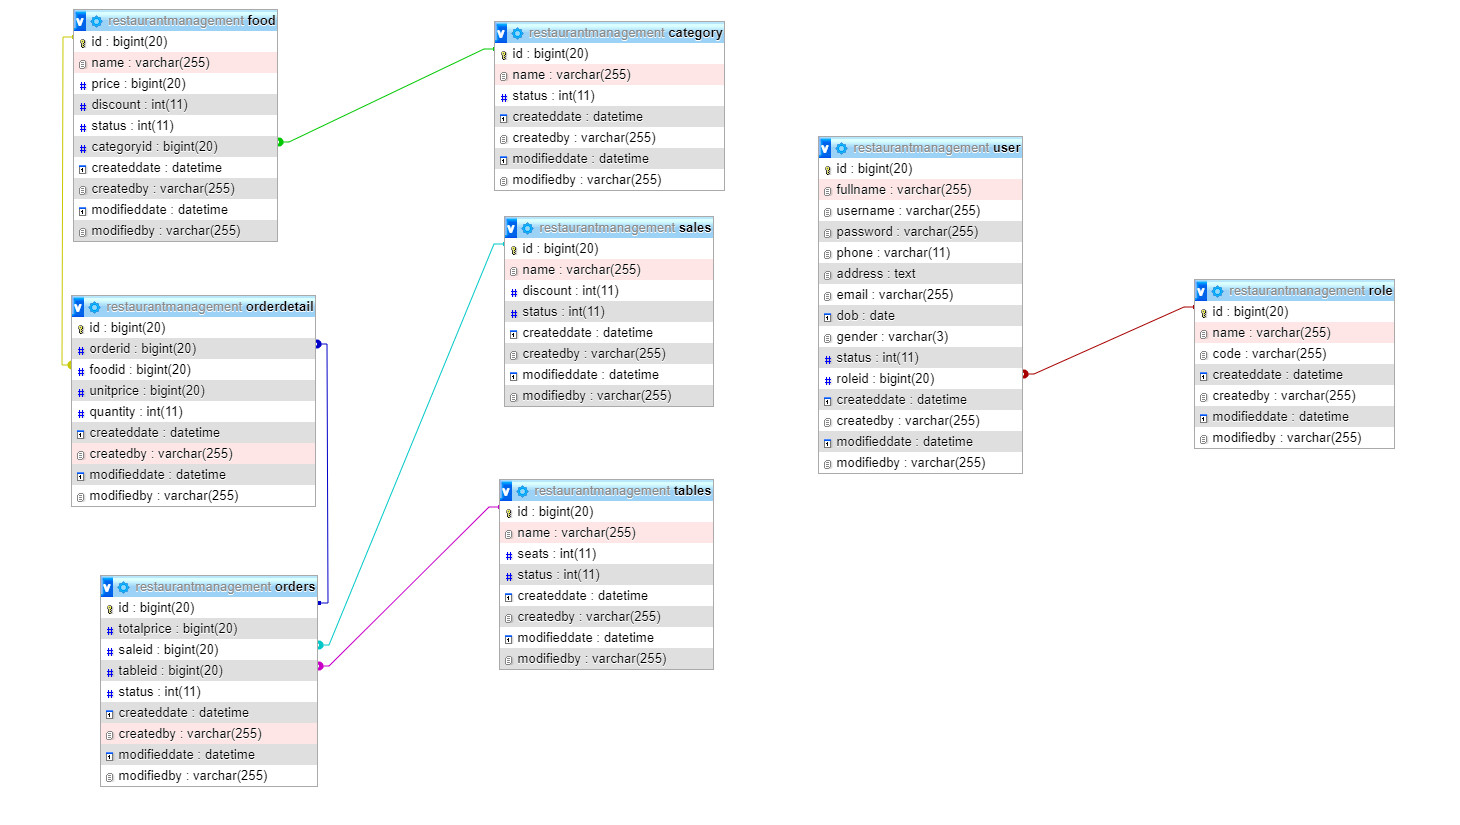 restaurantmanagement food
id : bigint(20)
name : varchar(255)
price : bigint(20)
discount : int(11)
status : int(11)
categoryid : bigint(20)
createddate : datetime
createdby : varchar(255)
modifieddate : datetime
modifiedby : varchar(255)
restaurantmanagement category
id : bigint(20)
name : varchar(255)
status : int(11)
createddate : datetime
createdby : varchar(255)
modifieddate : datetime
modifiedby : varchar(255)
restaurantmanagement user
id : bigint(20)
fullname : varchar(255)
username : varchar(255)
password : varchar(255)
phone : varchar(11)
address : text
email : varchar(255)
dob : date
gender : varchar(3)
status : int(11)
roleid : bigint(20)
createddate : datetime
createdby : varchar(255)
modifieddate : datetime
modifiedby : varchar(255)
restaurantmanagement sales
id : bigint(20)
name : varchar(255)
discount : int(11)
status : int(11)
createddate : datetime
createdby : varchar(255)
modifieddate : datetime
modifiedby : varchar(255)
restaurantmanagement role
id : bigint(20)
name : varchar(255)
code : varchar(255)
createddate : datetime
createdby : varchar(255)
modifieddate : datetime
modifiedby : varchar(255)
restaurantmanagement orderdetail
id : bigint(20)
orderid : bigint(20)
foodid : bigint(20)
unitprice : bigint(20)
quantity : int(11)
createddate : datetime
createdby : varchar(255)
modifieddate : datetime
modifiedby : varchar(255)
restaurantmanagement tables
id : bigint(20)
name : varchar(255)
seats : int(11)
status : int(11)
createddate : datetime
createdby : varchar(255)
modifieddate : datetime
modifiedby : varchar(255)
restaurantmanagement orders
id : bigint(20)
totalprice : bigint(20)
saleid : bigint(20)
tableid : bigint(20)
status : int(11)
createddate : datetime
createdby : varchar(255)
modifieddate : datetime
modifiedby : varchar(255)